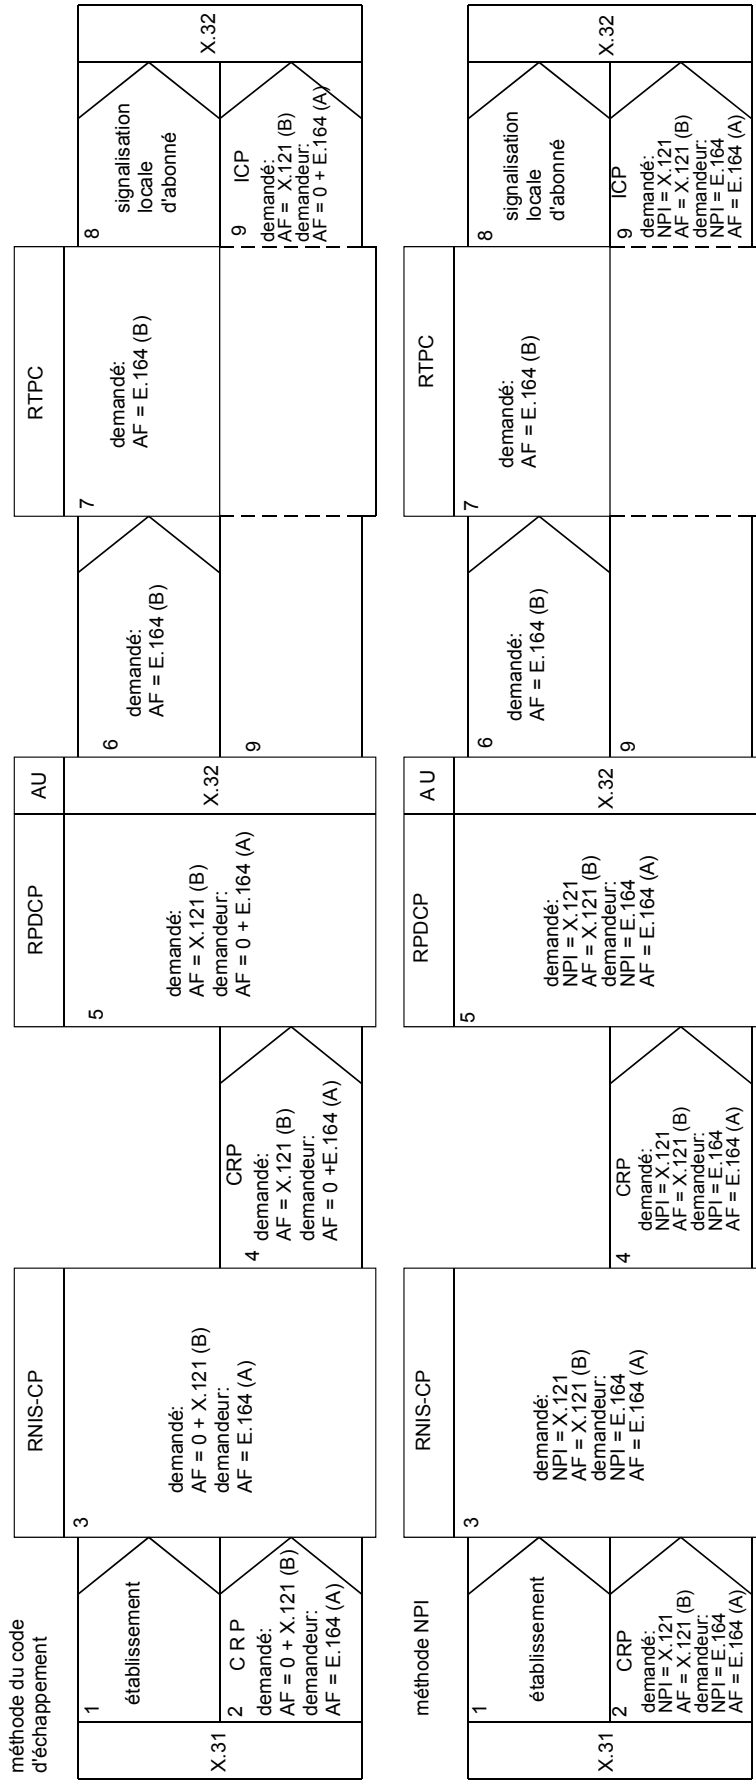 méthode du code
d'échappement
RNIS-CP
RPDCP
AU
RTPC
X.31
1
établissement
2
C R P
demandé:
AF = 0 + X.121 (B)
demandeur:
AF = E.164 (A)
3
demandé:
AF = 0 + X.121 (B)
demandeur:
AF = E.164 (A)
4
CRP
demandé:
AF = X.121 (B)
demandeur:
AF = 0 +E.164 (A)
5
demandé:
AF = X.121 (B)
demandeur:
AF = 0 + E.164 (A)
X.32
6
demandé:
AF = E.164 (B)
9
7
demandé:
AF = E.164 (B)
8
signalisation
locale
d'abonné
9
ICP
demandé:
AF = X.121 (B)
demandeur:
AF = 0 + E.164 (A)
X.32
méthode NPI
RNIS-CP
RPDCP
A U
RTPC
X.31
1
établissement
2
CRP
demandé:
NPI = X.121
AF = X.121 (B)
demandeur:
NPI = E.164
AF = E.164 (A)
3
demandé:
NPI = X.121
AF = X.121 (B)
demandeur:
NPI = E.164
AF = E.164 (A)
4
CRP
demandé:
NPI = X.121
AF = X.121 (B)
demandeur:
NPI = E.164
AF = E.164 (A)
5
demandé:
NPI = X.121
AF = X.121 (B)
demandeur:
NPI = E.164
AF = E.164 (A)
X.32
6
demandé:
AF = E.164 (B)
9
7
demandé:
AF = E.164 (B)
8
signalisation
locale
d'abonné
9
ICP
demandé:
NPI = X.121
AF = X.121 (B)
demandeur:
NPI = E.164
AF = E.164 (A)
X.32